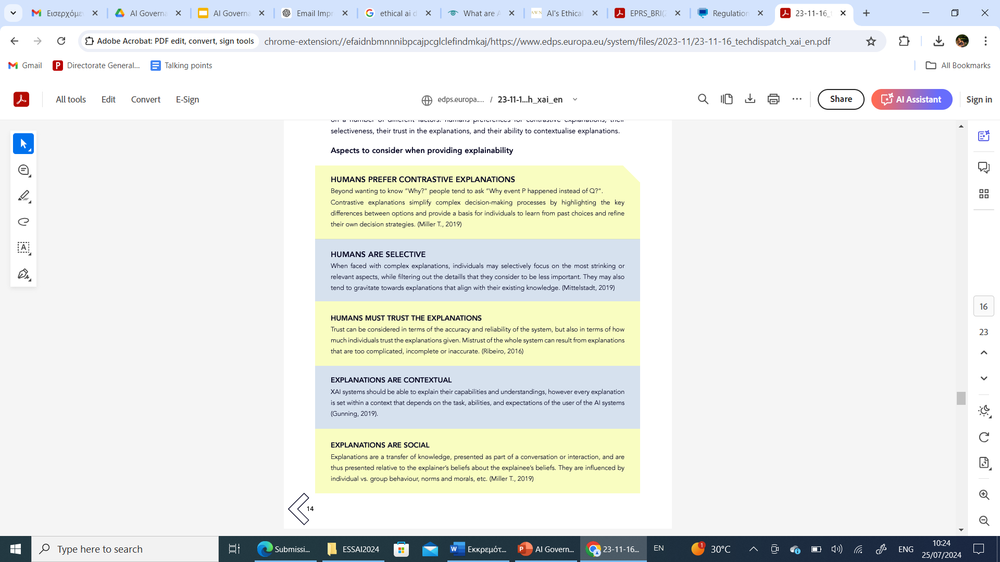 Εισερχόμεν
AI Governa
AI Governa
Email Impr
ethical ai d
What are A
AI's Ethical
EPRS_BRI(2
Regulation
23-11-16_t
Adobe Acrobat: PDF edit, convert, sign tools
chrome-extension://efaidnbmnnnibpcajpcglclefindmkaj/https://www.edps.europa.eu/system/files/2023-11/23-11-16_techdispatch_xai_en.pdf
Gmail
Directorate General...
Talking points
All Bookmarks
All tools
Edit
Convert
E-Sign
edps.europa.... / 23-11-1...h_xai_en
Share
AI Assistant
Sign in
on a number of different factors: humans preferences for contrastive explanations, their
selectiveness, their trust in the explanations, and their ability to contextualise explanations.
Aspects to consider when providing explainability
HUMANS PREFER CONTRASTIVE EXPLANATIONS
Beyond wanting to know “Why?” people tend to ask “Why event P happened instead of Q?”.
Contrastive explanations simplify complex decision-making processes by highlighting the key
differences between options and provide a basis for individuals to learn from past choices and refine
their own decision strategies. (Miller T., 2019)
HUMANS ARE SELECTIVE
When faced with complex explanations, individuals may selectively focus on the most strinking or
relevant aspects, while filtering out the detaills that they consider to be less important. They may also
tend to gravitate towards explanations that align with their existing knowledge. (Mittelstadt, 2019)
HUMANS MUST TRUST THE EXPLANATIONS
Trust can be considered in terms of the accuracy and reliability of the system, but also in terms of how
much individuals trust the explanations given. Mistrust of the whole system can result from explanations
that are too complicated, incomplete or inaccurate. (Ribeiro, 2016)
EXPLANATIONS ARE CONTEXTUAL
XAI systems should be able to explain their capabilities and understandings, however every explanation
is set within a context that depends on the task, abilities, and expectations of the user of the AI systems
(Gunning, 2019).
EXPLANATIONS ARE SOCIAL
Explanations are a transfer of knowledge, presented as part of a conversation or interaction, and are
thus presented relative to the explainer’s beliefs about the explainee’s beliefs. They are influenced by
individual vs. group behaviour, norms and morals, etc. (Miller T., 2019)
14
16
23
Type here to search
Submissi...
ESSAI2024
Εκκρεμότ...
AI Govern...
23-11-16...
EN
1
30°C
ENG
10:24
25/07/2024